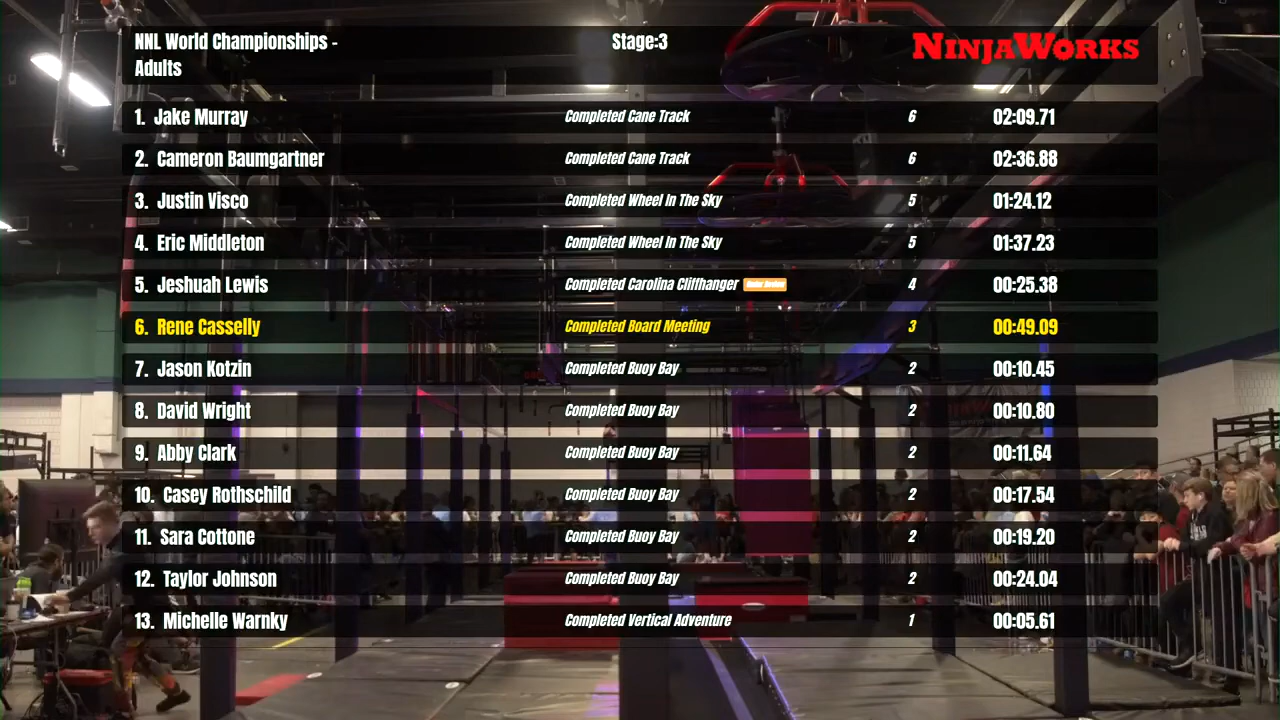 NNL World Championships -
Adults
Stage:3
NinjaWorks
1. Jake Murray Completed Cane Track 6 02:09.71
2. Cameron Baumgartner Completed Cane Track 6 02:36.88
3. Justin Visco Completed Wheel In The Sky 5 01:24.12
4. Eric Middleton Completed Wheel In The Sky 5 01:37.23
5. Jeshuah Lewis Completed Carolina Cliffhanger Under Review 4 00:25.38
6. Rene Casselly Completed Board Meeting 3 00:49.09
7. Jason Kotzin Completed Buoy Bay 2 00:10.45
8. David Wright Completed Buoy Bay 2 00:10.80
9. Abby Clark Completed Buoy Bay 2 00:11.64
10. Casey Rothschild Completed Buoy Bay 2 00:17.54
11. Sara Cottone Completed Buoy Bay 2 00:19.20
12. Taylor Johnson Completed Buoy Bay 2 00:24.04
13. Michelle Warnky Completed Vertical Adventure 1 00:05.61